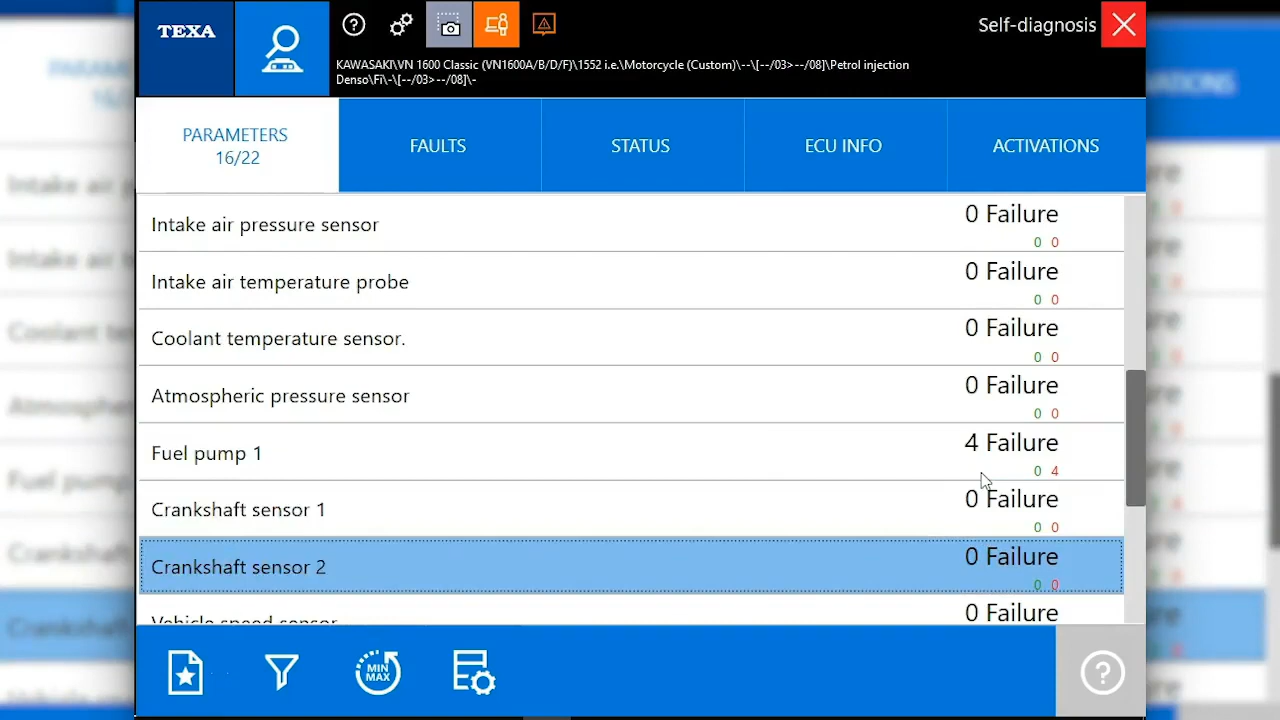 TEXA
Self-diagnosis
KAWASAKI\VN 1600 Classic (VN1600A/B/D/F)\1552 i.e.\Motorcycle (Custom)\--\[--/03>--/08]\Petrol injection
Denso\Fi\-\[--/03>--/08]\-
PARAMETERS
16/22
FAULTS
STATUS
ECU INFO
ACTIVATIONS
Intake air pressure sensor
0 Failure
0 0
Intake air temperature probe
0 Failure
0 0
Coolant temperature sensor.
0 Failure
0 0
Atmospheric pressure sensor
0 Failure
0 0
Fuel pump 1
4 Failure
0 4
Crankshaft sensor 1
0 Failure
0 0
Crankshaft sensor 2
0 Failure
0 0
Vehicle speed sensor
0 Failure
MIN
MAX